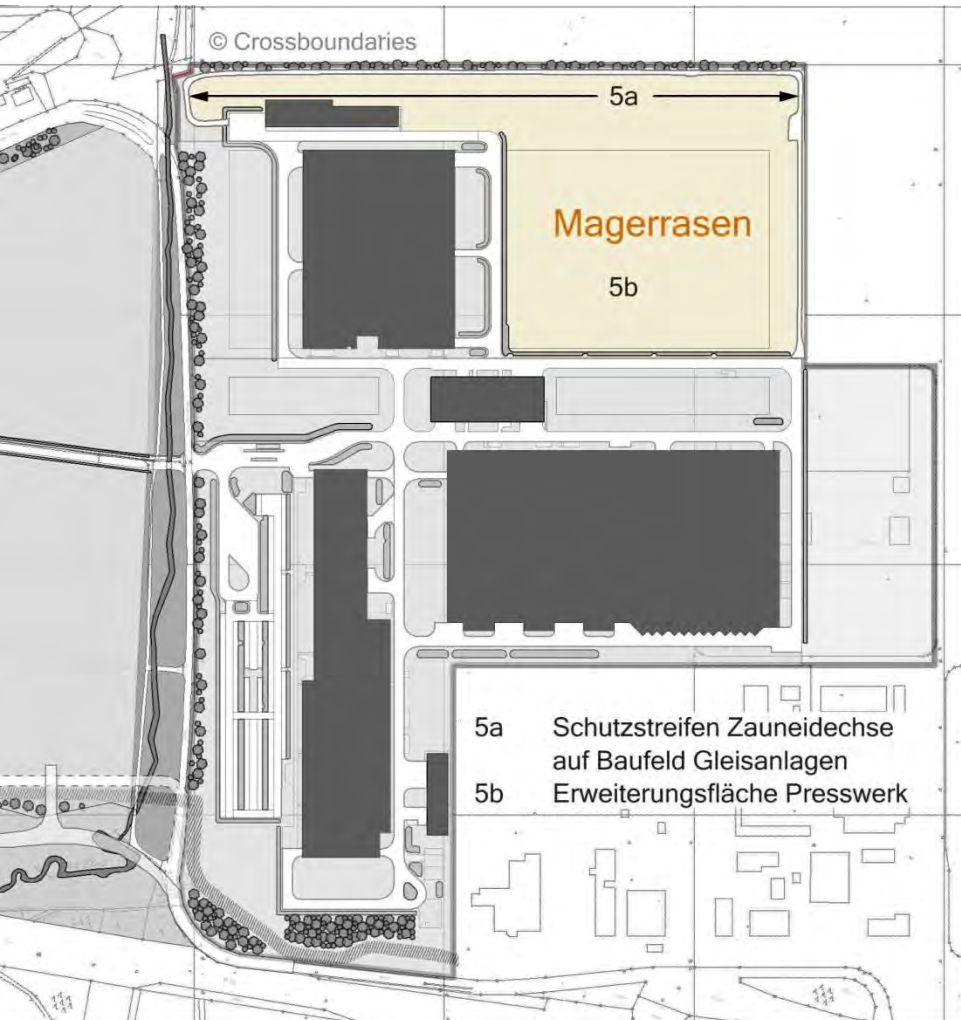 © Crossboundaries
5a
Magerrasen
5b
5a Schutzstreifen Zauneidechse
auf Baufeld Gleisanlagen
5b Erweiterungsfläche Presswerk